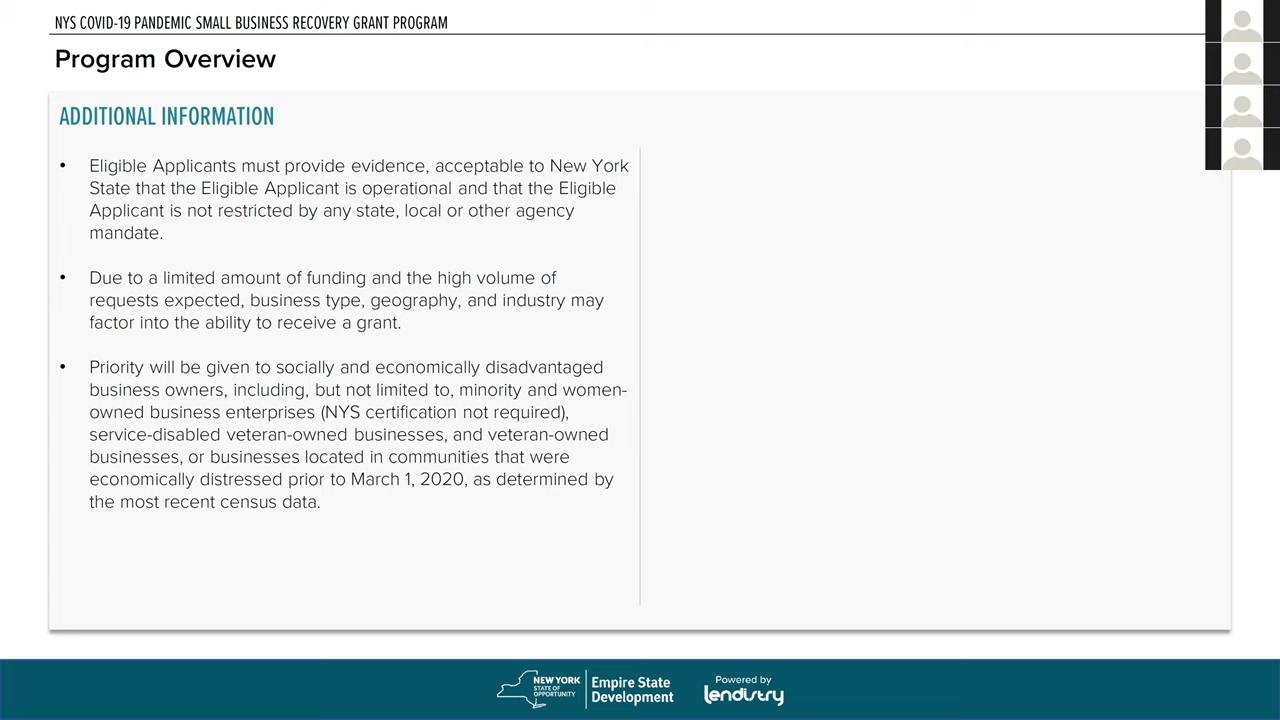 NYS COVID-19 PANDEMIC SMALL BUSINESS RECOVERY GRANT PROGRAM
Program Overview
ADDITIONAL INFORMATION
• Eligible Applicants must provide evidence, acceptable to New York
State that the Eligible Applicant is operational and that the Eligible
Applicant is not restricted by any state, local or other agency
mandate.
• Due to a limited amount of funding and the high volume of
requests expected, business type, geography, and industry may
factor into the ability to receive a grant.
• Priority will be given to socially and economically disadvantaged
business owners, including, but not limited to, minority and women-
owned business enterprises (NYS certification not required),
service-disabled veteran-owned businesses, and veteran-owned
businesses, or businesses located in communities that were
economically distressed prior to March 1, 2020, as determined by
the most recent census data.
NEW YORK
STATE OF
OPPORTUNITY
Empire State
Development
Powered by
lendistry